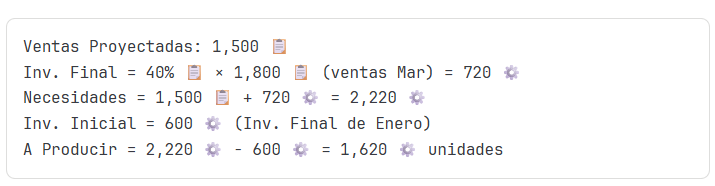 Ventas Proyectadas: 1,500 📋
Inv. Final = 40% 📋 × 1,800 📋 (ventas Mar) = 720 ⚙️
Necesidades = 1,500 📋 + 720 ⚙️ = 2,220 ⚙️
Inv. Inicial = 600 ⚙️ (Inv. Final de Enero)
A Producir = 2,220 ⚙️ - 600 ⚙️ = 1,620 ⚙️ unidades